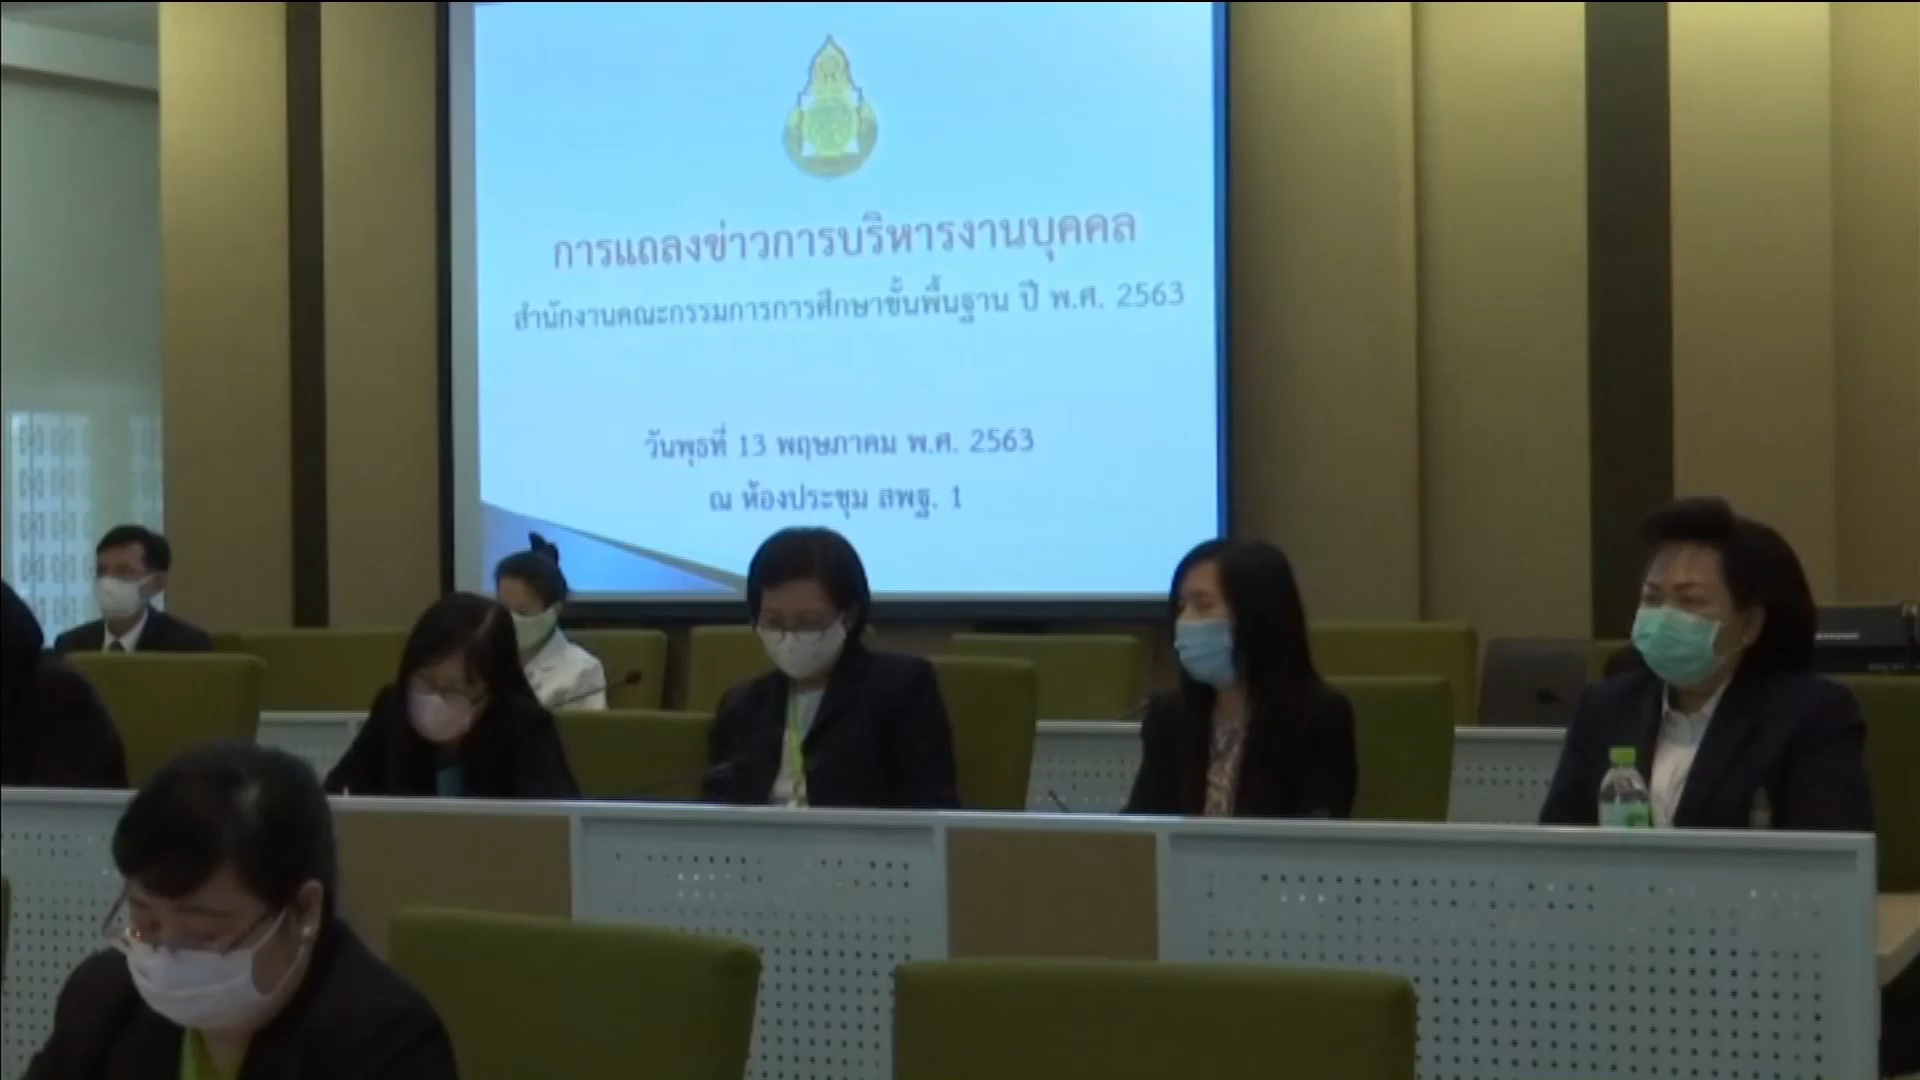 การแถลงข่าวการบริหารงานบุคคล
สำนักงานคณะกรรมการการศึกษาขั้นพื้นฐาน ปี พ.ศ. 2563
วันพุธที่ 13 พฤษภาคม พ.ศ. 2563
ณ ห้องประชุม สพฐ. 1